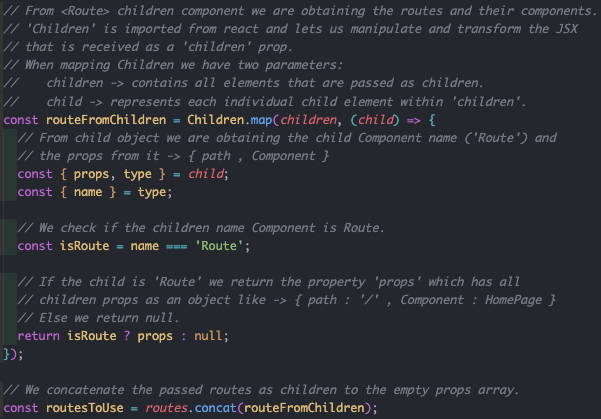 // From <Route> children component we are obtaining the routes and their components.
// 'Children' is imported from react and lets us manipulate and transform the JSX
// that is received as a 'children' prop.
// When mapping Children we have two parameters:
//    children -> contains all elements that are passed as children.
//    child -> represents each individual child element within 'children'.
const routeFromChildren = Children.map(children, (child) => {
  // From child object we are obtaining the child Component name ('Route') and
  // the props from it -> { path , Component }
  const { props, type } = child;
  const { name } = type;

  // We check if the children name Component is Route.
  const isRoute = name === 'Route';

  // If the child is 'Route' we return the property 'props' which has all
  // children props as an object like -> { path : '/' , Component : HomePage }
  // Else we return null.
  return isRoute ? props : null;
});

// We concatenate the passed routes as children to the empty props array.
const routesToUse = routes.concat(routeFromChildren);